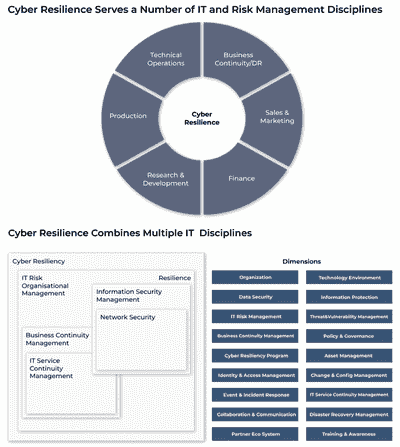 Cyber Resilience Serves a Number of IT and Risk Management Disciplines
Technical
Operations
Business
Continuity/DR
Production
Cyber
Resilience
Sales &
Marketing
Research &
Development
Finance
Cyber Resilience Combines Multiple IT Disciplines
Cyber Resiliency
IT Risk
Organisational
Management
Resilience
Information Security
Management
Network Security
Business Continuity
Management
IT Service
Continuity
Management
Dimensions
Organization
Technology Environment
Data Security
Information Protection
IT Risk Management
Threat&Vulnerability Management
Business Continuity Management
Policy & Governance
Cyber Resiliency Program
Asset Management
Identity & Access Management
Change & Config Management
Event & Incident Response
IT Service Continuity Management
Collaboration & Communication
Disaster Recovery Management
Partner Eco System
Training & Awareness